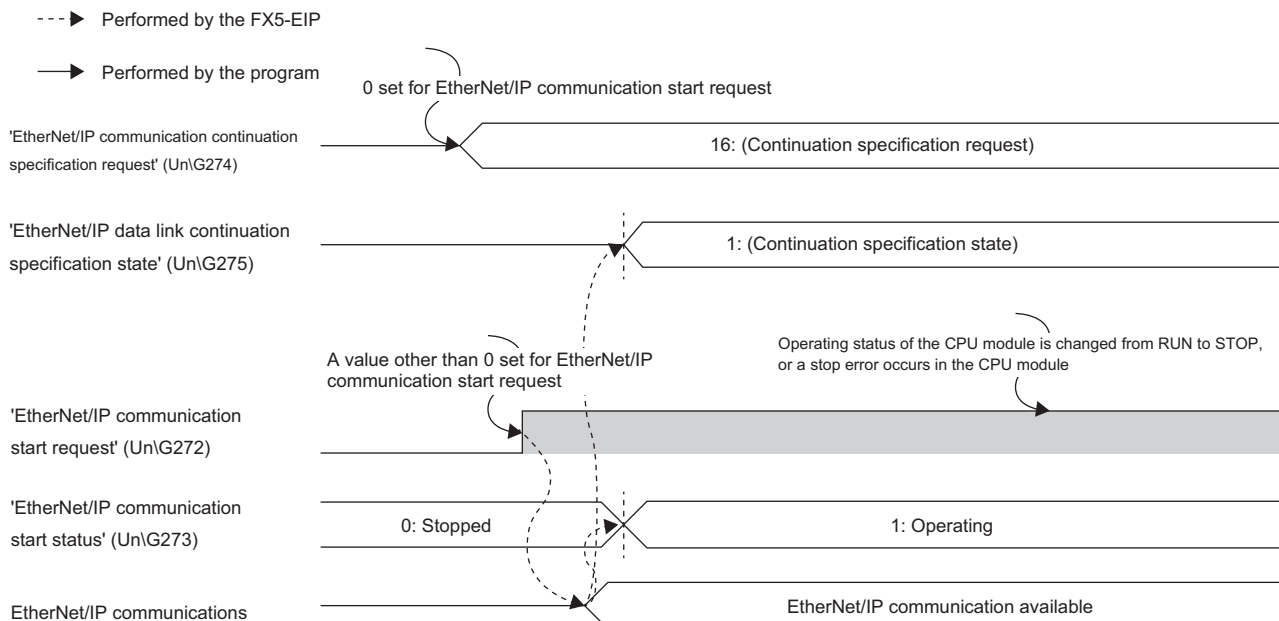 Performed by the FX5-EIP
Performed by the program
0 set for EtherNet/IP communication start request
'EtherNet/IP communication continuation
specification request' (Un\G274)
16: (Continuation specification request)
'EtherNet/IP data link continuation
specification state' (Un\G275)
1: (Continuation specification state)
A value other than 0 set for EtherNet/IP
communication start request
Operating status of the CPU module is changed from RUN to STOP,
or a stop error occurs in the CPU module
'EtherNet/IP communication
start request' (Un\G272)
'EtherNet/IP communication
start status' (Un\G273)
0: Stopped
1: Operating
EtherNet/IP communications
EtherNet/IP communication available